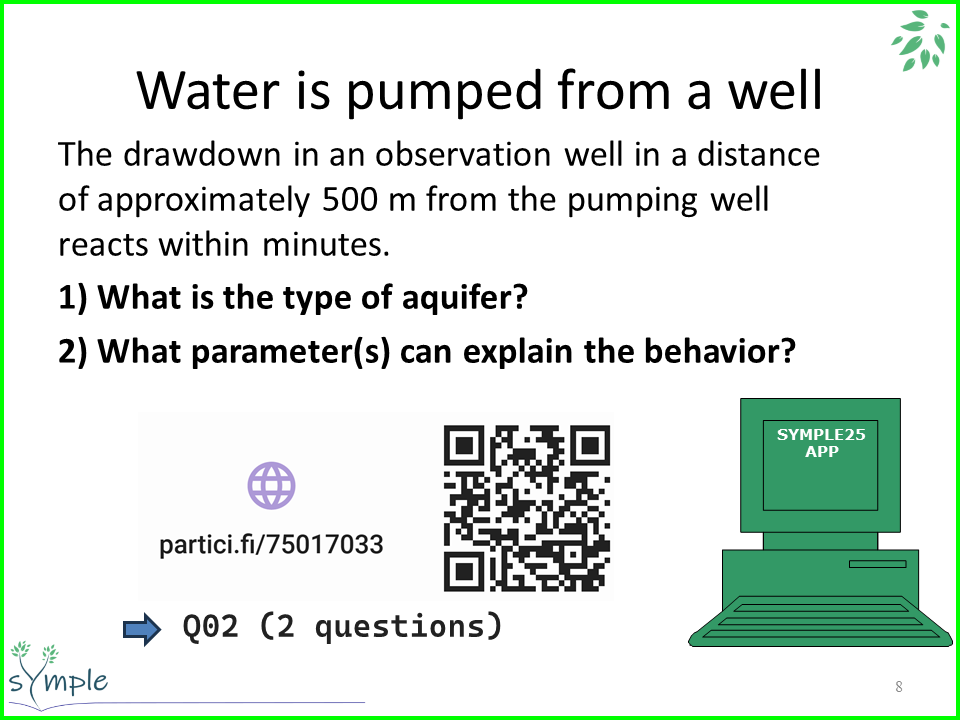 Water is pumped from a well
The drawdown in an observation well in a distance
of approximately 500 m from the pumping well
reacts within minutes.
1) What is the type of aquifer?
2) What parameter(s) can explain the behavior?
SYMPLE25
APP
partici.fi/75017033
Q02 (2 questions)
sYmple
8